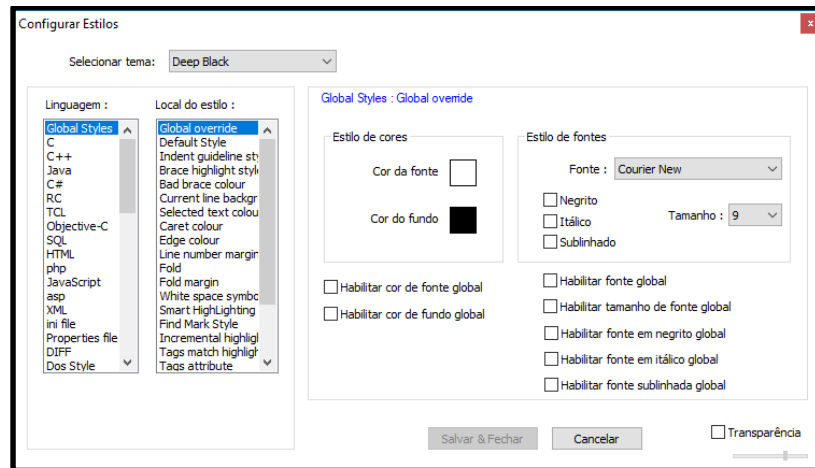 Configurar Estilos
x
Selecionar tema: Deep Black
Linguagem :
Global Styles
C
C++
Java
C#
RC
TCL
Objective-C
SQL
HTML
php
JavaScript
asp
XML
ini file
Properties file
DIFF
Dos Style
Local do estilo :
Global override
Default Style
Indent guideline sty
Brace highlight style
Bad brace colour
Current line backgr
Selected text colou
Caret colour
Edge colour
Line number margin
Fold
Fold margin
White space symbo
Smart HighLighting
Find Mark Style
Incremental highligh
Tags match highligh
Tags attribute
Global Styles : Global override
Estilo de cores
Cor da fonte
Cor do fundo
Habilitar cor de fonte global
Habilitar cor de fundo global
Estilo de fontes
Fonte : Courier New
Negrito
Itálico
Sublinhado
Tamanho : 9
Habilitar fonte global
Habilitar tamanho de fonte global
Habilitar fonte em negrito global
Habilitar fonte em itálico global
Habilitar fonte sublinhada global
Salvar & Fechar
Cancelar
Transparência